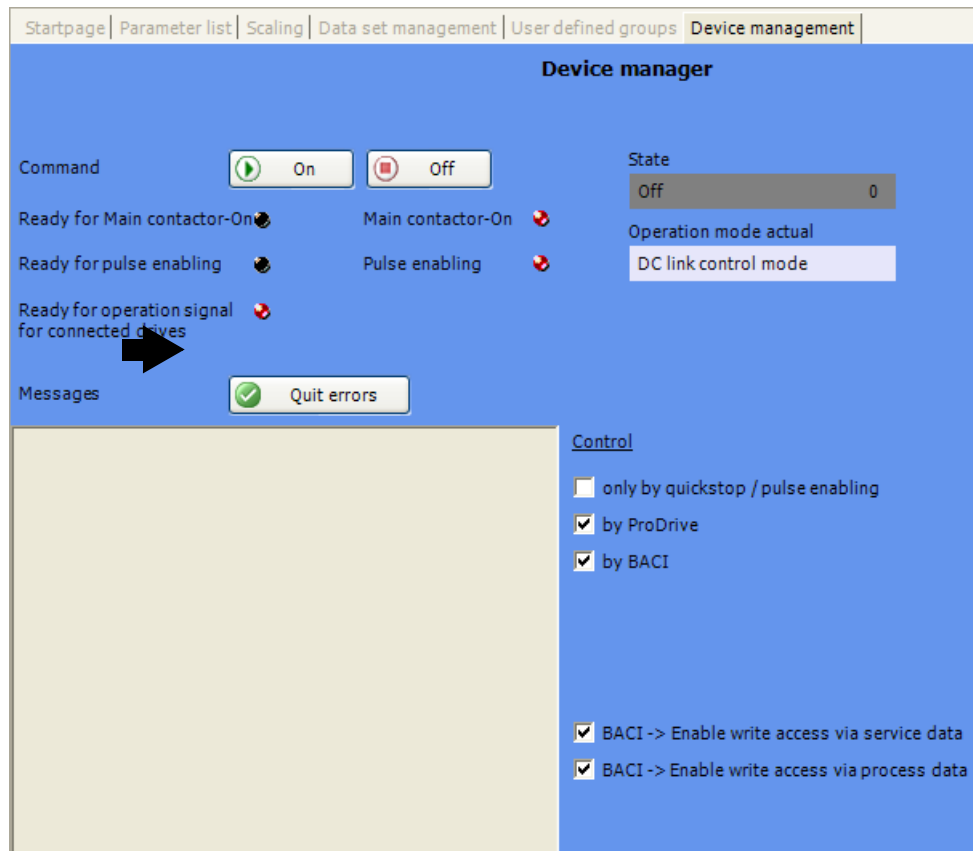 Startpage Parameter list Scaling Data set management User defined groups Device management
Device manager
Command
On
Off
State
Off 0
Ready for Main contactor-On
Main contactor-On
Operation mode actual
Ready for pulse enabling
Pulse enabling
DC link control mode
Ready for operation signal
for connected drives
Messages
Quit errors
Control
only by quickstop / pulse enabling
by ProDrive
by BACI
BACI -> Enable write access via service data
BACI -> Enable write access via process data